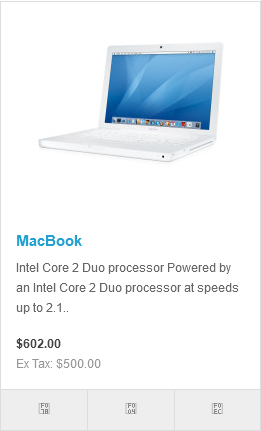 MacBook
Intel Core 2 Duo processor Powered by
an Intel Core 2 Duo processor at speeds
up to 2.1..
$602.00
Ex Tax: $500.00